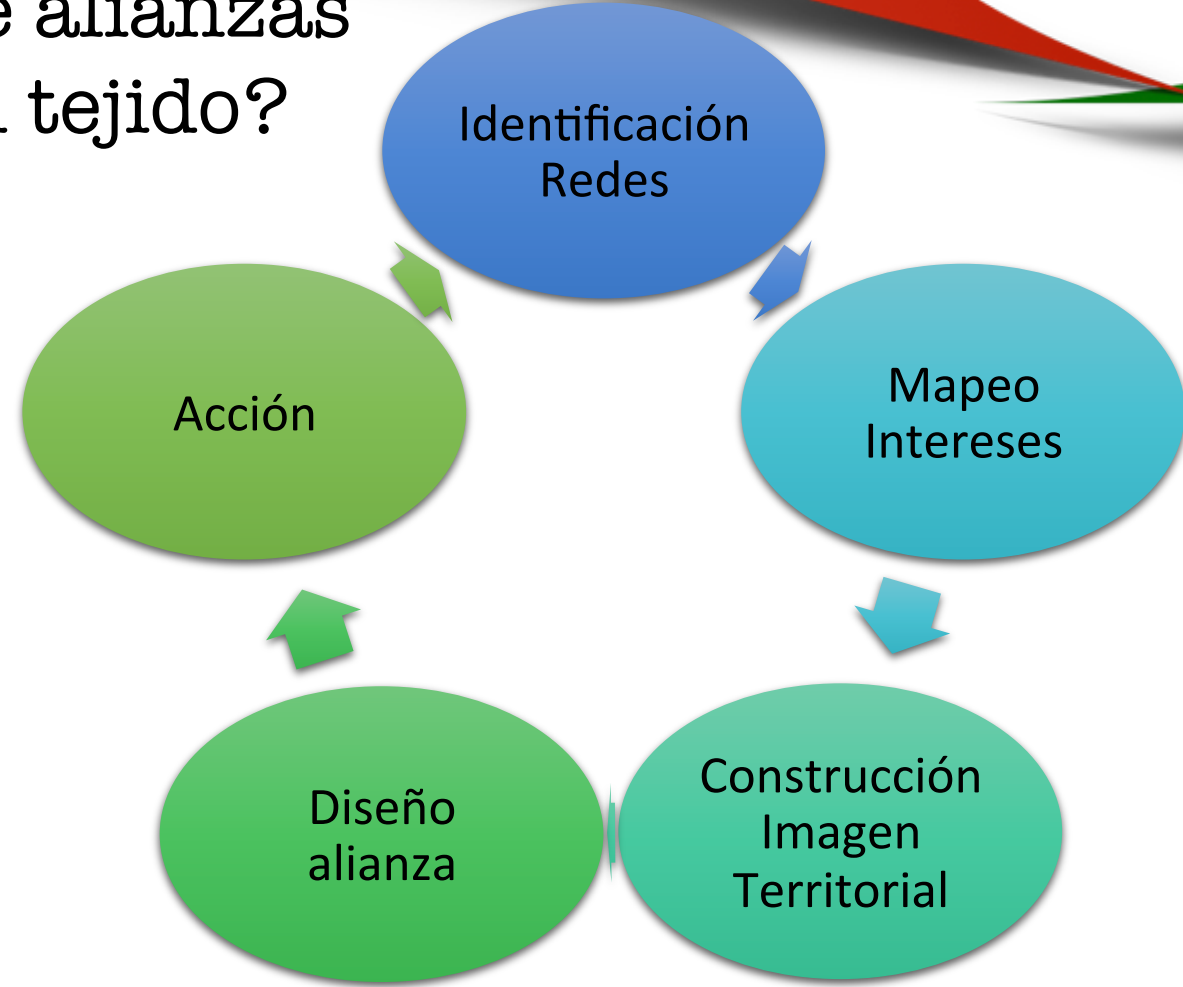 alianzas
tejido?
Identificación
Redes
Mapeo
Intereses
Construcción
Imagen
Territorial
Diseño
alianza
Acción